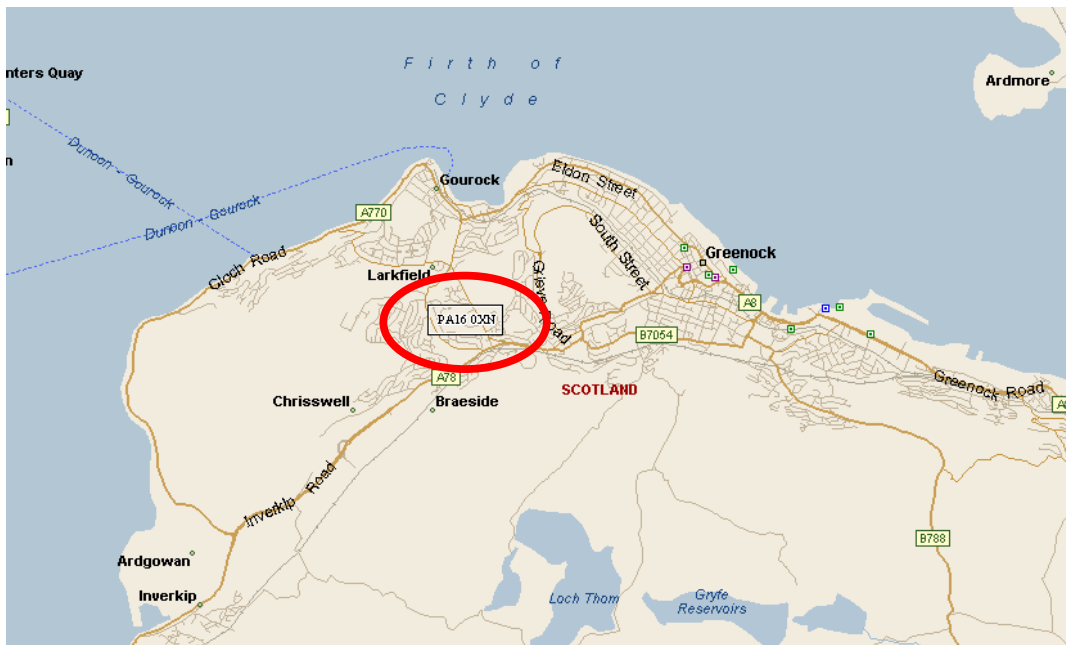 Firth of
Clyde
nters Quay
Ardmore
n
Dunoon - Gourock
Dunoon - Gourock
Gourock
Eldon Street
A770
South Street
Greenock
Cloch Road
Larkfield
Grieve Road
PA16 0XN
A8
B7054
A78
SCOTLAND
Greenock Road
Chrisswell
Braeside
Inverkip Road
B788
Ardgowan
Inverkip
Loch Thom
Gryfe
Reservoirs